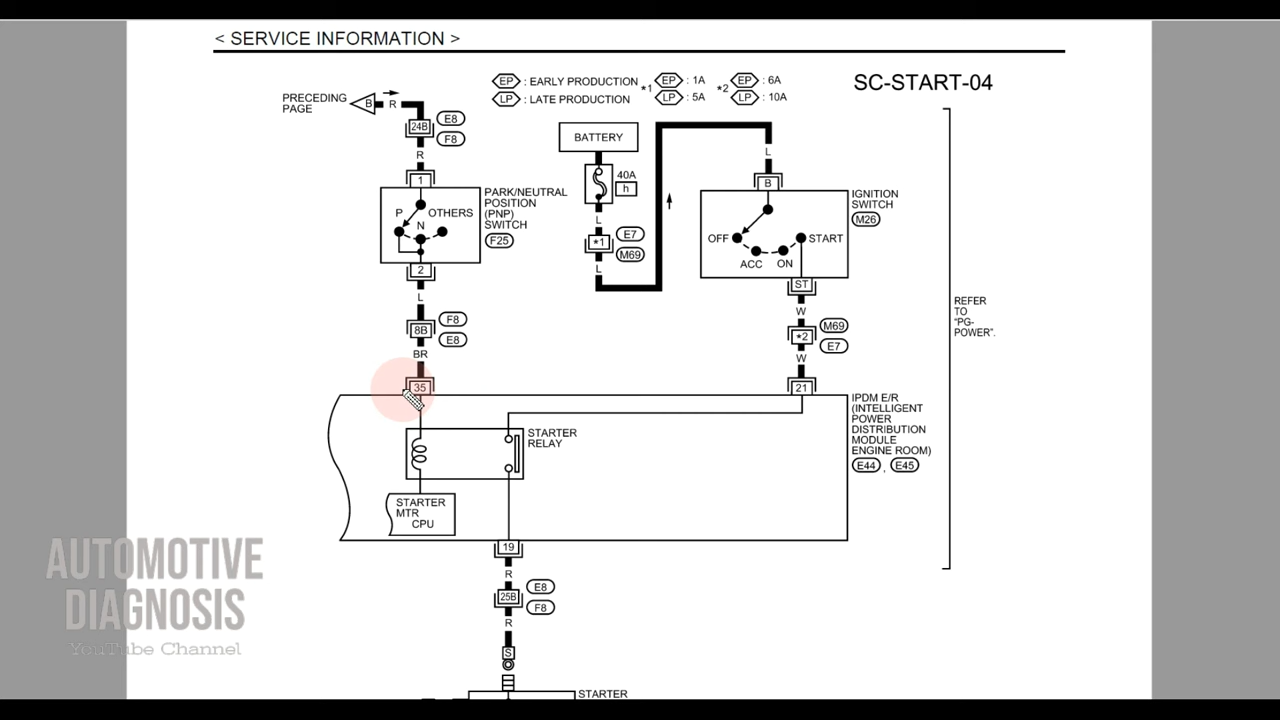 < SERVICE INFORMATION >
EP : EARLY PRODUCTION
LP : LATE PRODUCTION
*1
EP : 1A
LP : 5A
*2
EP : 6A
LP : 10A
SC-START-04
PRECEDING
PAGE
B
R
24B
E8
F8
R
1
P
OTHERS
N
PARK/NEUTRAL
POSITION
(PNP)
SWITCH
F25
2
L
8B
F8
E8
BR
35
BATTERY
40A
h
L
*1
E7
M69
L
L
B
OFF
START
ACC
ON
IGNITION
SWITCH
M26
ST
W
*2
M69
E7
W
21
REFER
TO
"PG-
POWER".
IPDM E/R
(INTELLIGENT
POWER
DISTRIBUTION
MODULE
ENGINE ROOM)
E44 , E45
STARTER
RELAY
STARTER
MTR
CPU
19
R
25B
E8
F8
R
S
STARTER
AUTOMOTIVE
DIAGNOSIS
YouTube Channel